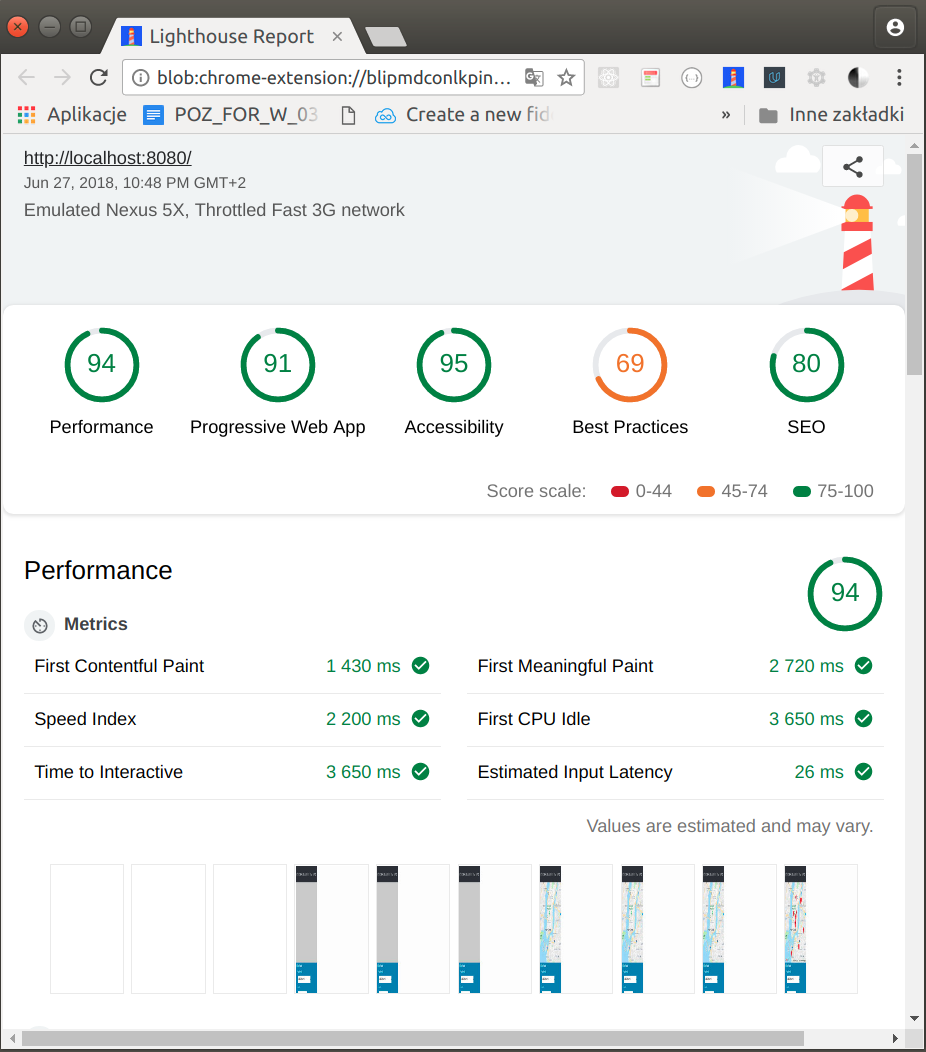 Lighthouse Report
blob:chrome-extension://blipmdconlkpin...
Aplikacje POZ_FOR_W_03 Create a new fid » Inne zakładki
http://localhost:8080/
Jun 27, 2018, 10:48 PM GMT+2
Emulated Nexus 5X, Throttled Fast 3G network
94 91 95 69 80
Performance Progressive Web App Accessibility Best Practices SEO
Score scale: 0-44 45-74 75-100
Performance
94
Metrics
First Contentful Paint 1 430 ms First Meaningful Paint 2 720 ms
Speed Index 2 200 ms First CPU Idle 3 650 ms
Time to Interactive 3 650 ms Estimated Input Latency 26 ms
Values are estimated and may vary.